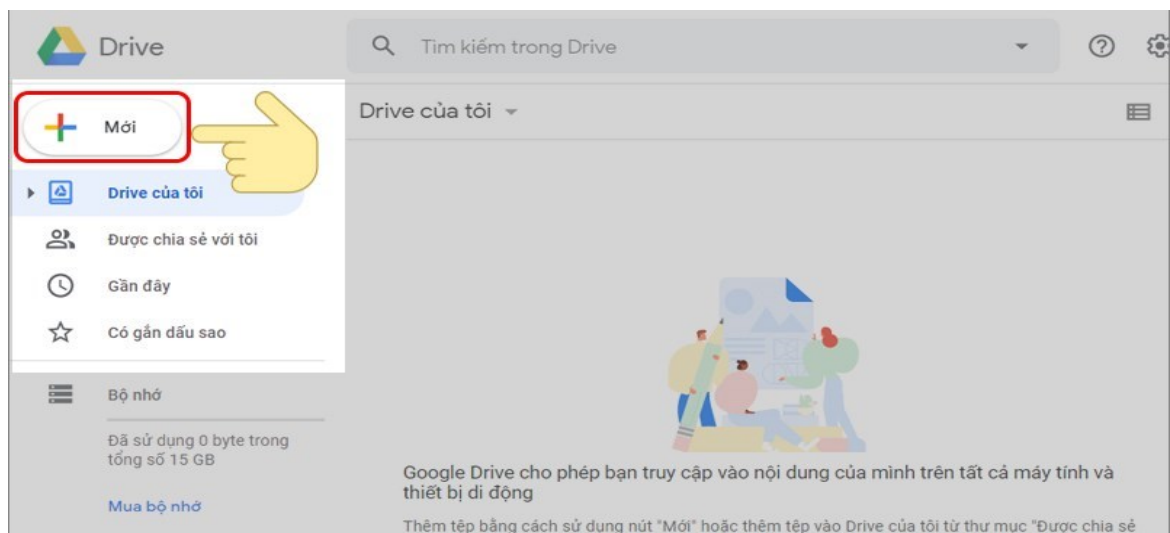 Drive
Tìm kiếm trong Drive
Mới
Drive của tôi
Drive của tôi
Được chia sẻ với tôi
Gần đây
Có gắn dấu sao
Bộ nhớ
Đã sử dụng 0 byte trong
tổng số 15 GB
Mua bộ nhớ
Google Drive cho phép bạn truy cập vào nội dung của mình trên tất cả máy tính và
thiết bị di động
Thêm tệp bằng cách sử dụng nút "Mới" hoặc thêm tệp vào Drive của tôi từ thư mục "Được chia sẻ